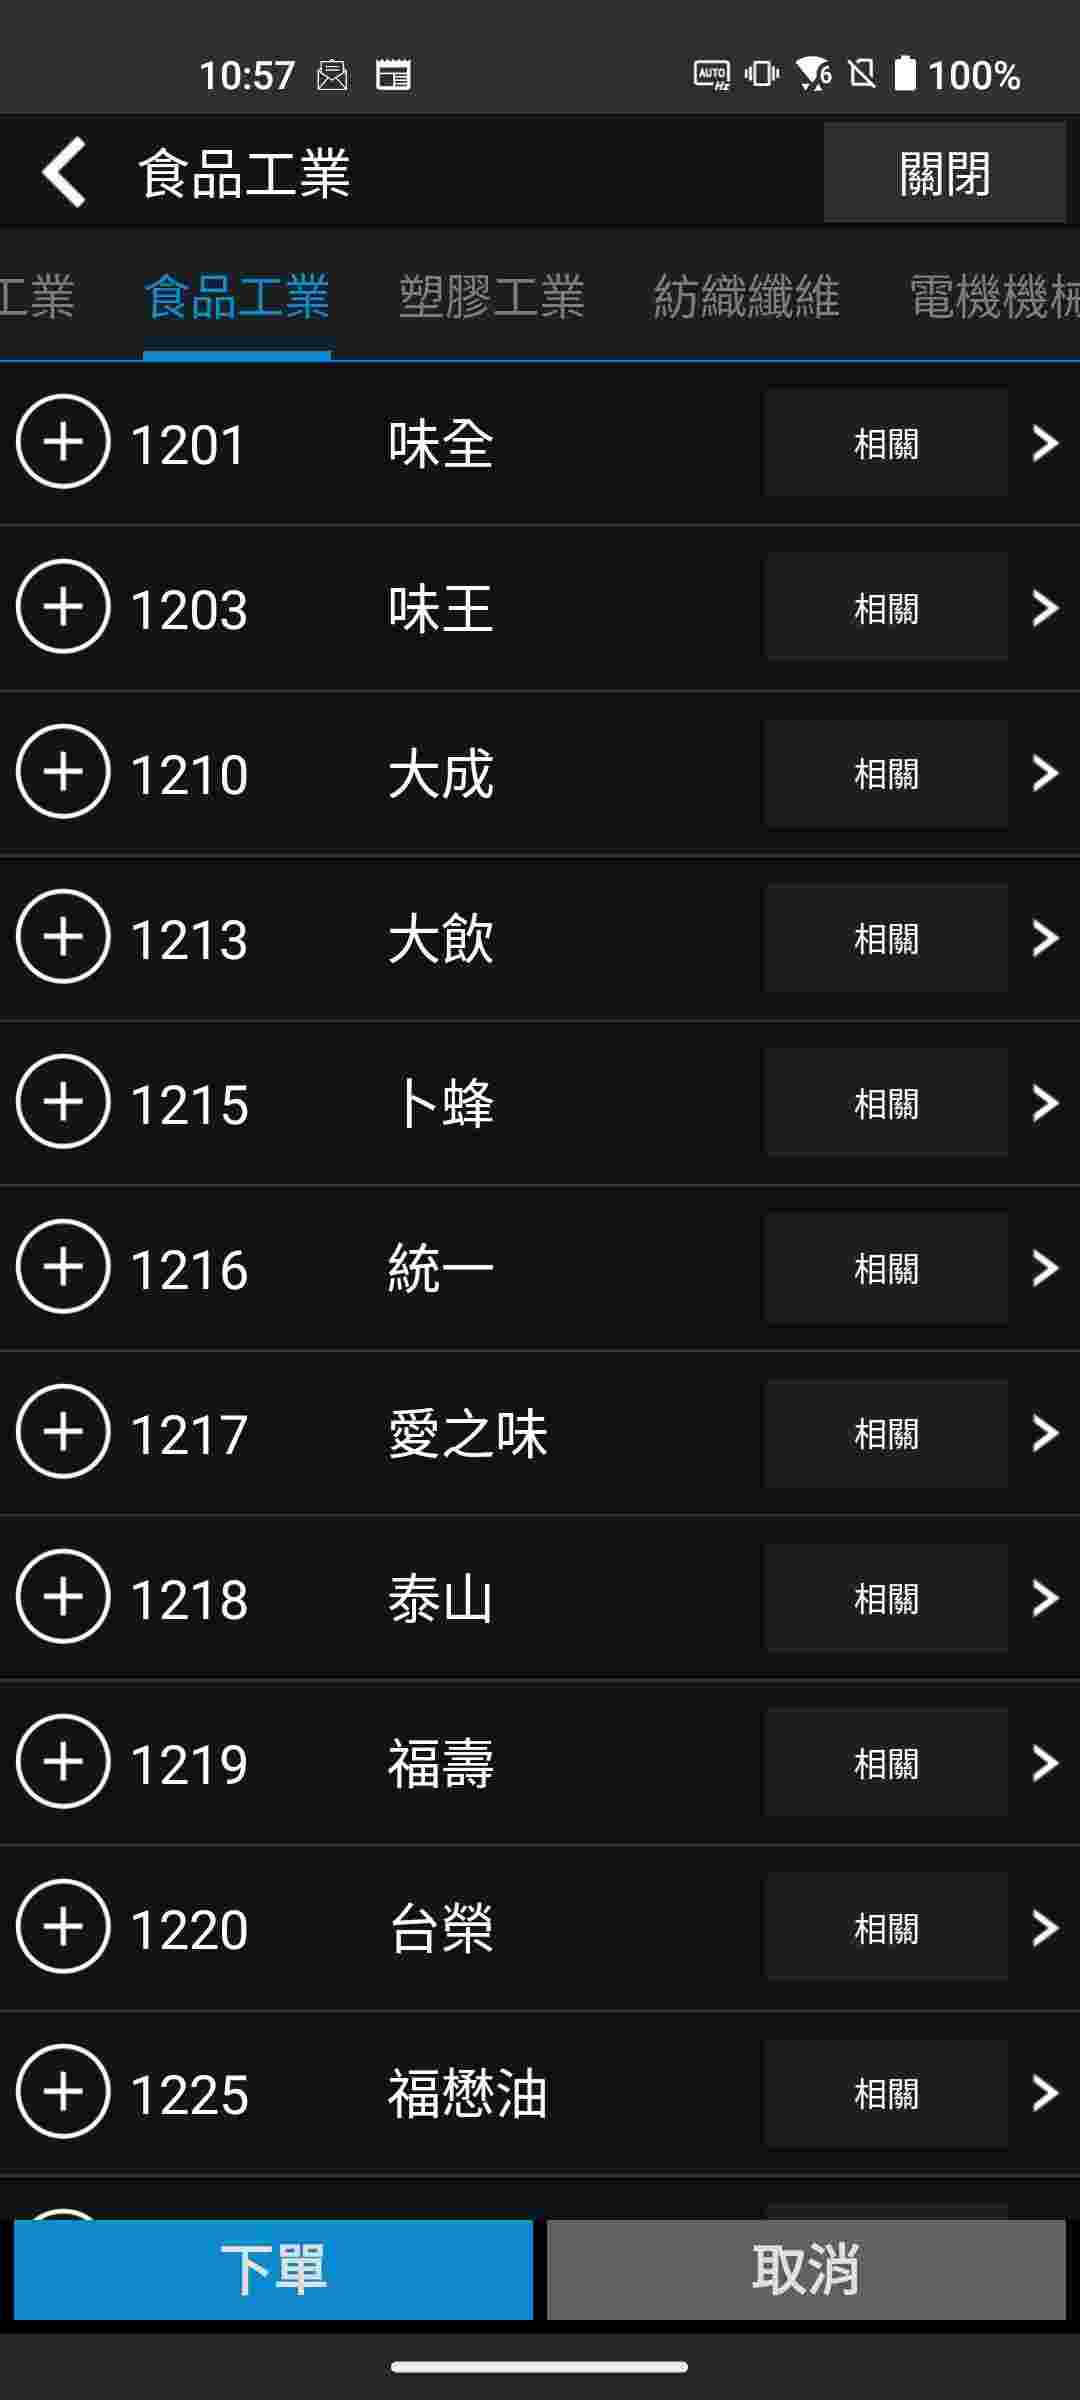 10:57 AUTO Hz 6 100%
食品工業 關閉
工業 食品工業 塑膠工業 紡織纖維 電機機械
1201 味全 相關
1203 味王 相關
1210 大成 相關
1213 大飲 相關
1215 卜蜂 相關
1216 統一 相關
1217 愛之味 相關
1218 泰山 相關
1219 福壽 相關
1220 台榮 相關
1225 福懋油 相關
下單 取消